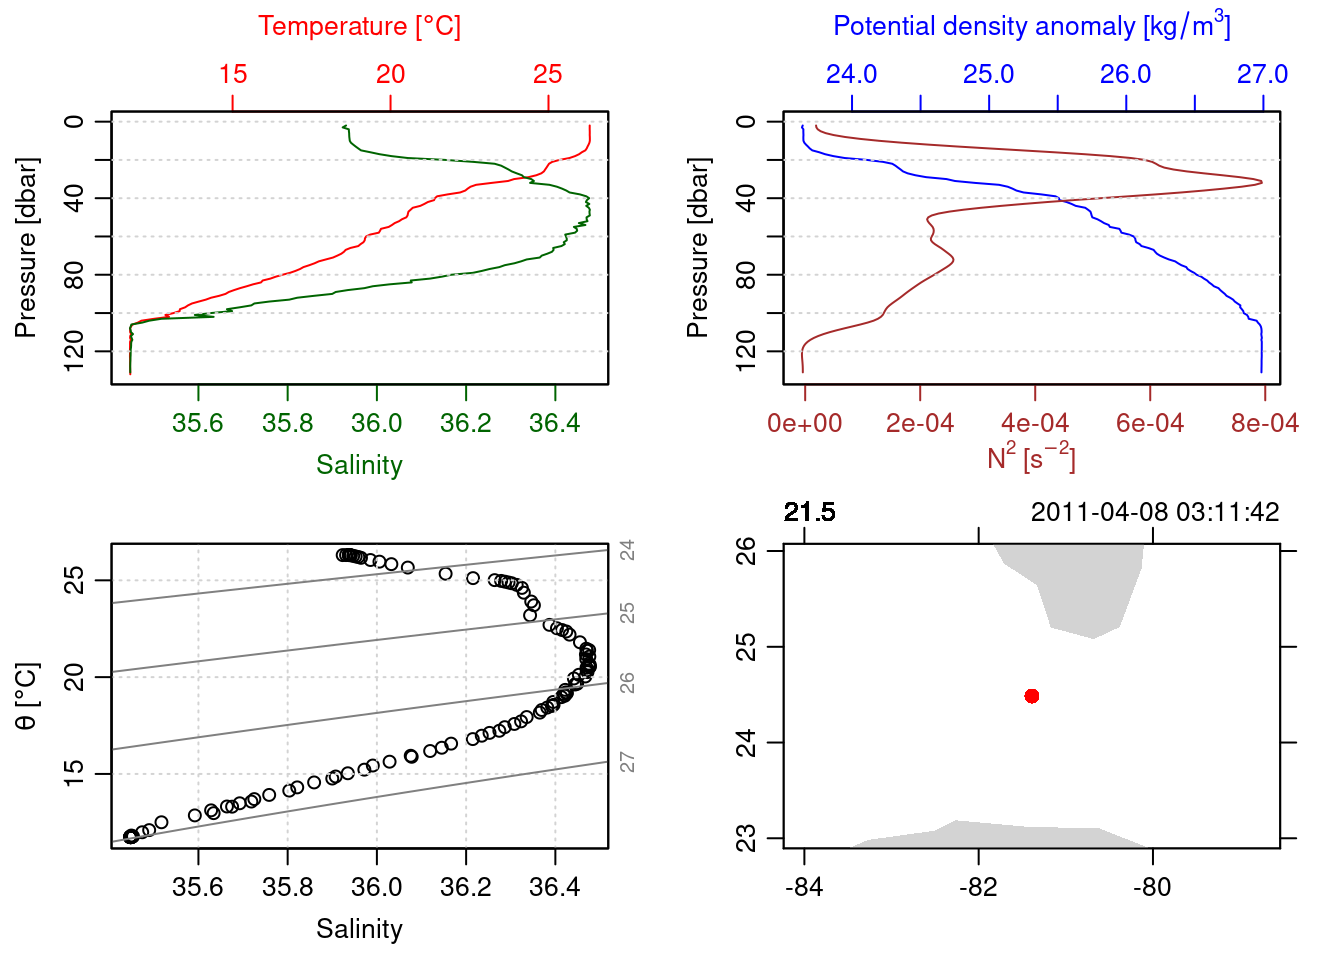 Temperature [°C]
15 20 25
Pressure [dbar]
0 40 80 120
35.6 35.8 36.0 36.2 36.4
Salinity
Potential density anomaly [kg/m³]
24.0 25.0 26.0 27.0
Pressure [dbar]
0 40 80 120
0e+00 2e-04 4e-04 6e-04 8e-04
N² [s⁻²]
θ [°C]
15 20 25
24
25
26
27
35.6 35.8 36.0 36.2 36.4
Salinity
21.5 2011-04-08 03:11:42
23 24 25 26
-84 -82 -80